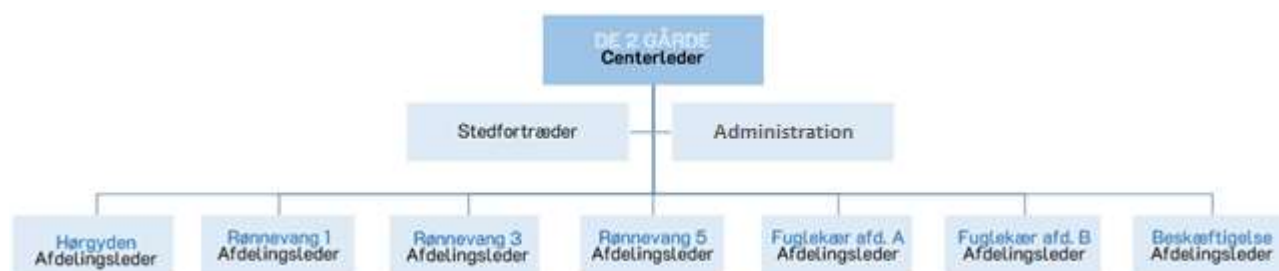 DE 2 GÅRDE
Centerleder
Stedfortræder
Administration
Hørgyden
Afdelingsleder
Rønnevang 1
Afdelingsleder
Rønnevang 3
Afdelingsleder
Rønnevang 5
Afdelingsleder
Fuglekær afd. A
Afdelingsleder
Fuglekær afd. B
Afdelingsleder
Beskæftigelse
Afdelingsleder